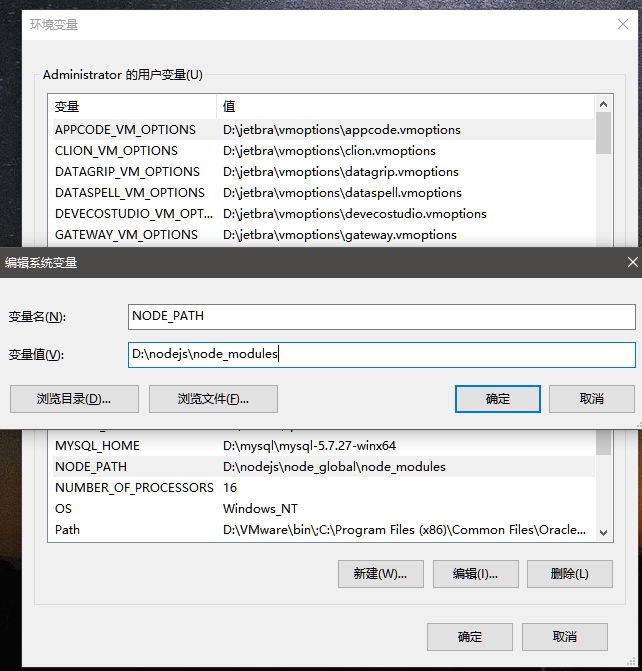 环境变量
Administrator 的用户变量(U)
变量 值
APPCODE_VM_OPTIONS D:\jetbra\vmoptions\appcode.vmoptions
CLION_VM_OPTIONS D:\jetbra\vmoptions\clion.vmoptions
DATAGRIP_VM_OPTIONS D:\jetbra\vmoptions\datagrip.vmoptions
DATASPELL_VM_OPTIONS D:\jetbra\vmoptions\dataspell.vmoptions
DEVECOSTUDIO_VM_OPT... D:\jetbra\vmoptions\devecostudio.vmoptions
GATEWAY_VM_OPTIONS D:\jetbra\vmoptions\gateway.vmoptions
编辑系统变量
变量名(N): NODE_PATH
变量值(V): D:\nodejs\node_modules
浏览目录(D)... 浏览文件(F)... 确定 取消
MYSQL_HOME D:\mysql\mysql-5.7.27-winx64
NODE_PATH D:\nodejs\node_global\node_modules
NUMBER_OF_PROCESSORS 16
OS Windows_NT
Path D:\VMware\bin\;C:\Program Files (x86)\Common Files\Oracle...
新建(W)... 编辑(I)... 删除(L)
确定 取消